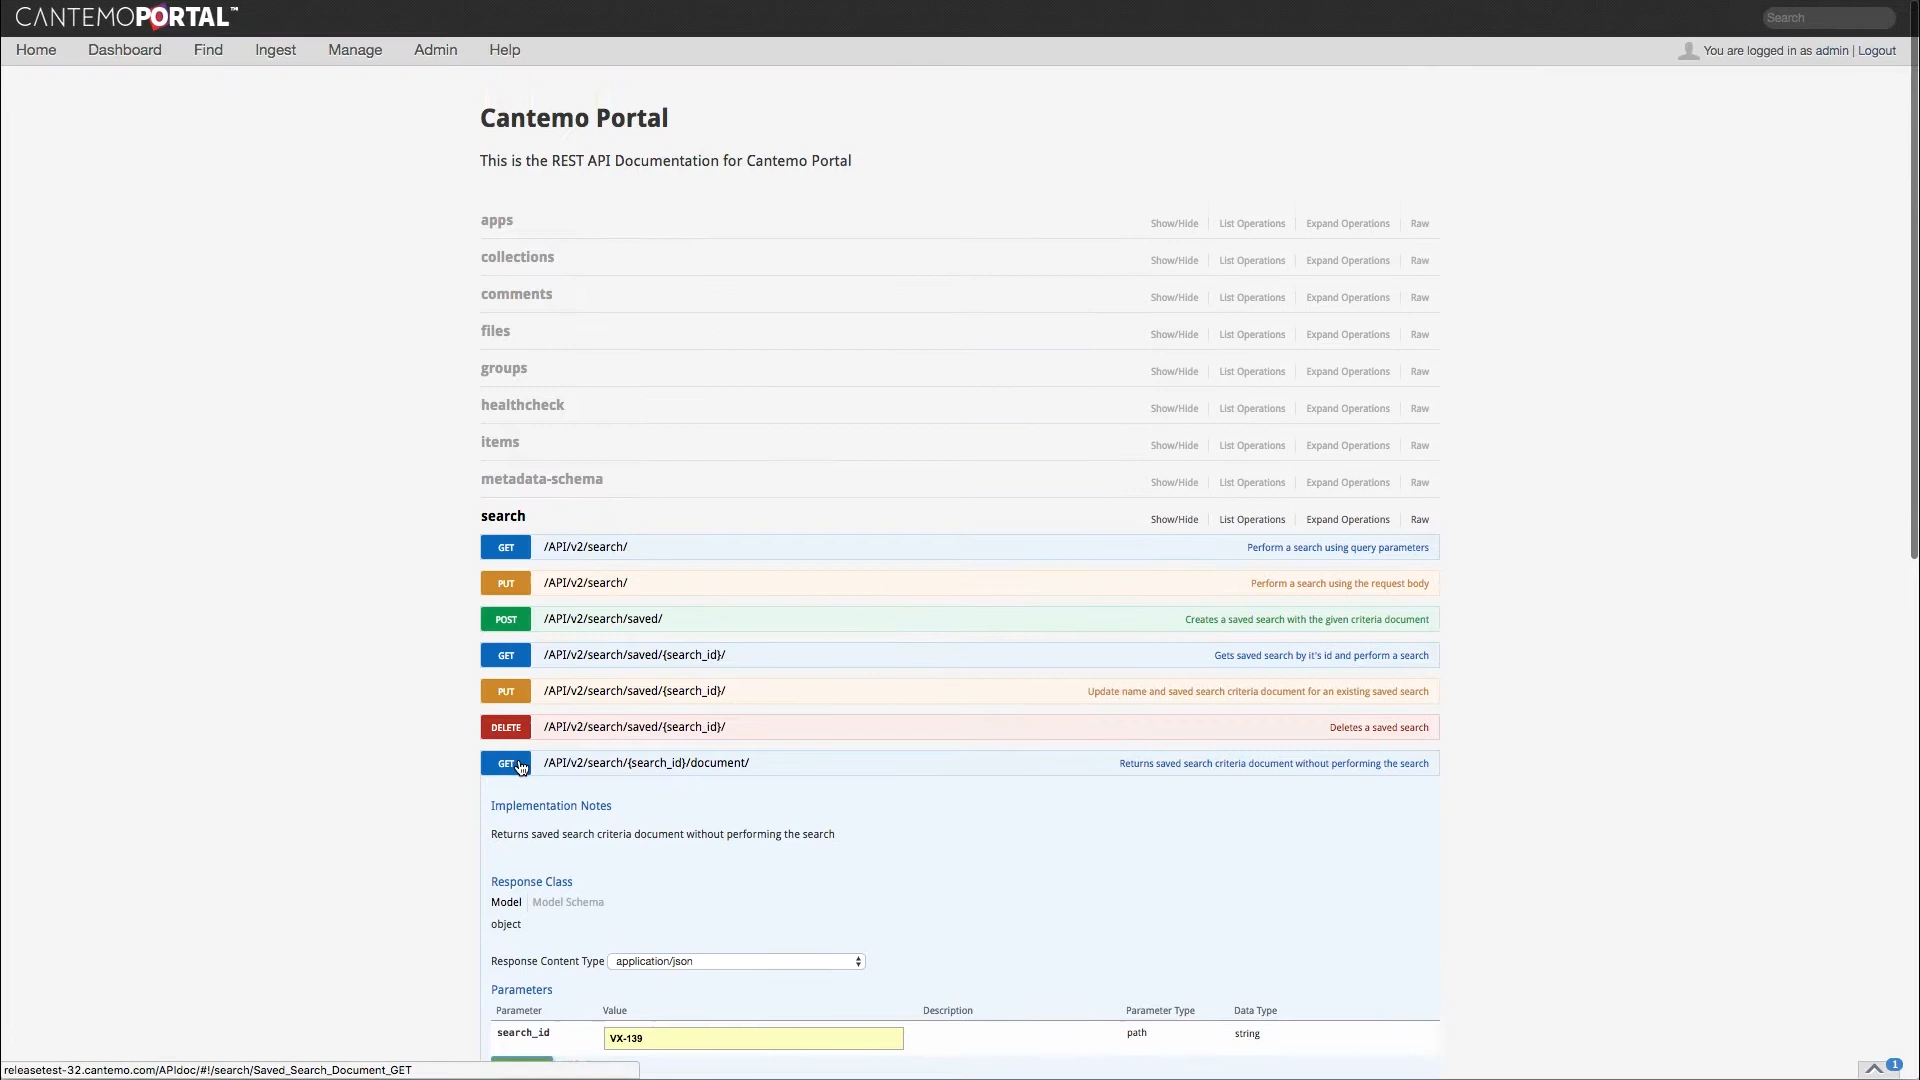 CANTEMOPORTAL™
Search
Home Dashboard Find Ingest Manage Admin Help
You are logged in as admin | Logout
Cantemo Portal
This is the REST API Documentation for Cantemo Portal
apps Show/Hide List Operations Expand Operations Raw
collections Show/Hide List Operations Expand Operations Raw
comments Show/Hide List Operations Expand Operations Raw
files Show/Hide List Operations Expand Operations Raw
groups Show/Hide List Operations Expand Operations Raw
healthcheck Show/Hide List Operations Expand Operations Raw
items Show/Hide List Operations Expand Operations Raw
metadata-schema Show/Hide List Operations Expand Operations Raw
search Show/Hide List Operations Expand Operations Raw
GET /API/v2/search/ Perform a search using query parameters
PUT /API/v2/search/ Perform a search using the request body
POST /API/v2/search/saved/ Creates a saved search with the given criteria document
GET /API/v2/search/saved/{search_id}/ Gets saved search by it's id and perform a search
PUT /API/v2/search/saved/{search_id}/ Update name and saved search criteria document for an existing saved search
DELETE /API/v2/search/saved/{search_id}/ Deletes a saved search
GET /API/v2/search/{search_id}/document/ Returns saved search criteria document without performing the search
Implementation Notes
Returns saved search criteria document without performing the search
Response Class
Model Model Schema
object
Response Content Type application/json
Parameters
Parameter Value Description Parameter Type Data Type
search_id VX-139 path string
releasetest-32.cantemo.com/APIdoc/#!/search/Saved_Search_Document_GET
1